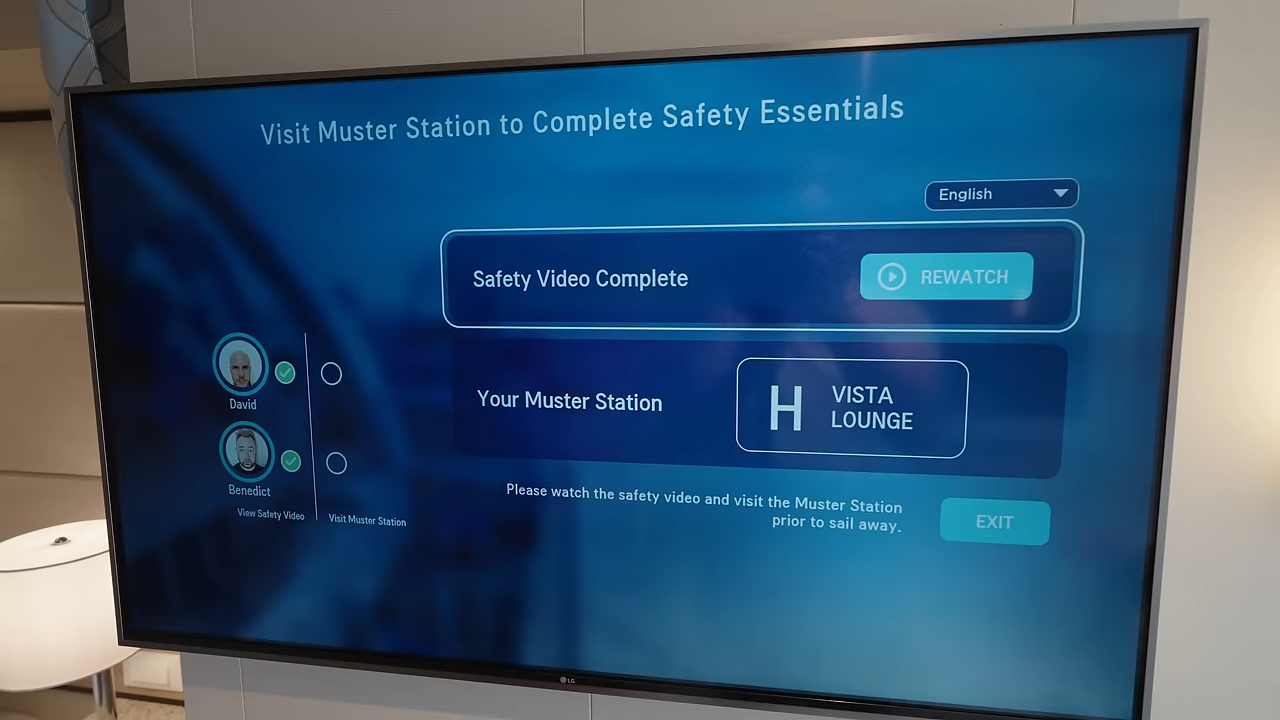 Visit Muster Station to Complete Safety Essentials
English
Safety Video Complete
REWATCH
David
Benedict
View Safety Video
Visit Muster Station
Your Muster Station
H
VISTA
LOUNGE
Please watch the safety video and visit the Muster Station
prior to sail away.
EXIT
LG